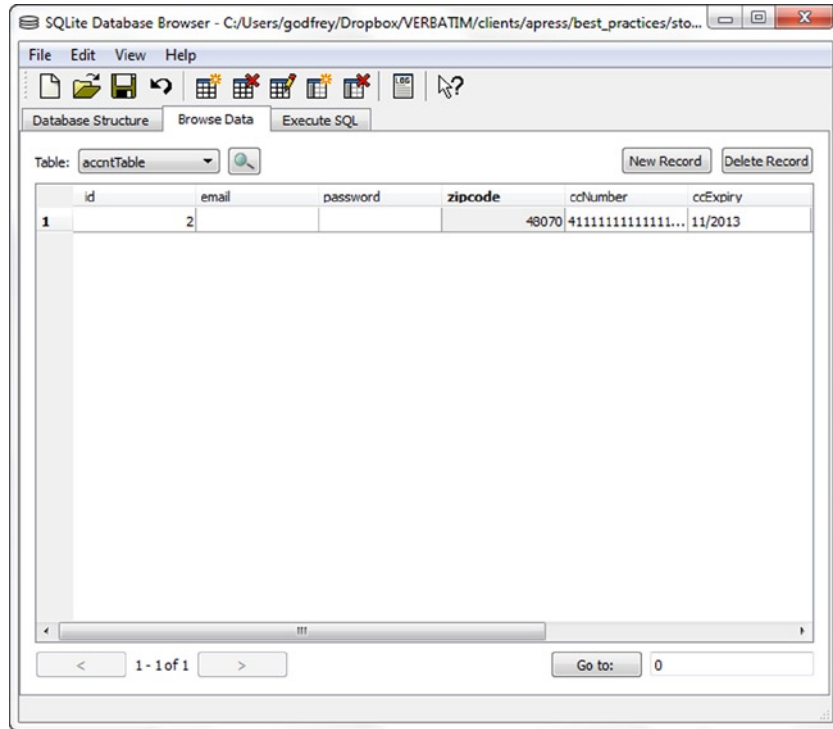 SQLite Database Browser - C:/Users/godfrey/Dropbox/VERBATIM/clients/apress/best_practices/sto...
File Edit View Help
LOG
Database Structure Browse Data Execute SQL
Table: accntTable New Record Delete Record
id email password zipcode ccNumber ccExpiry
1 2 48070 41111111111111... 11/2013
< 1 - 1 of 1 > Go to: 0